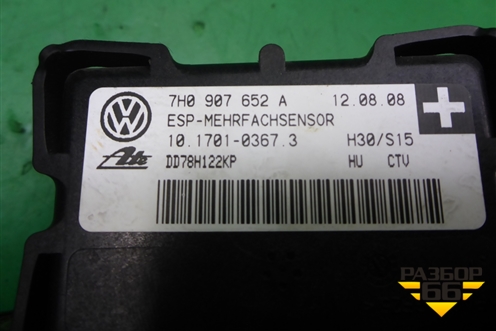 7H0 907 652 A 12.08.08
ESP-MEHRFACHSENSOR
10.1701-0367.3 H30/S15
Ate DD78H122KP HU CTV
РАЗБОР
66